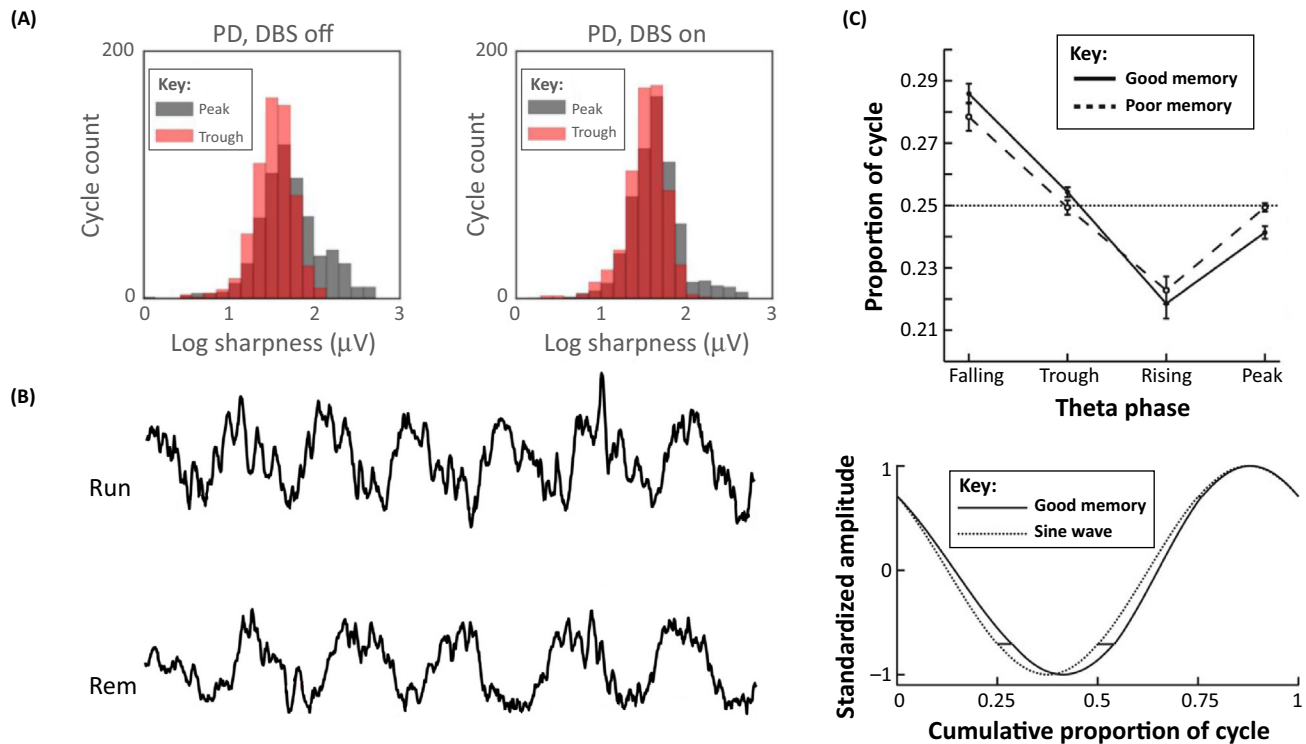 (A)
PD, DBS off
200
Key:
Peak
Trough
Cycle count
0
0 1 2 3
Log sharpness (μV)
PD, DBS on
200
Key:
Peak
Trough
Cycle count
0
0 1 2 3
Log sharpness (μV)
(B)
Run
Rem
(C)
Key:
Good memory
Poor memory
0.29
0.27
0.25
0.23
0.21
Proportion of cycle
Falling Trough Rising Peak
Theta phase
Key:
Good memory
Sine wave
1
0
–1
Standardized amplitude
0 0.25 0.5 0.75 1
Cumulative proportion of cycle